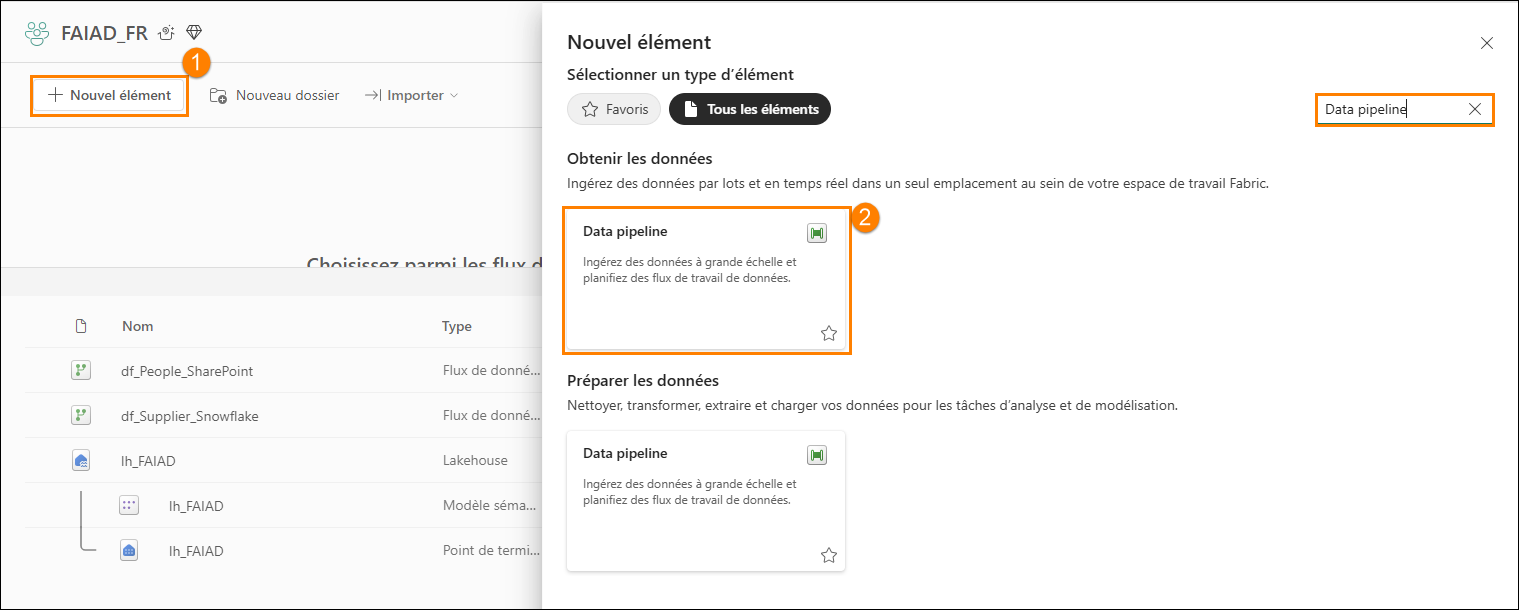 FAIAD_FR
1
Nouvel élément
Nouveau dossier
Importer
Choisissez parmi les flux d
Nom
Type
df_People_SharePoint
Flux de donné...
df_Supplier_Snowflake
Flux de donné...
lh_FAIAD
Lakehouse
lh_FAIAD
Modèle séma...
lh_FAIAD
Point de termi...
Nouvel élément
Sélectionner un type d'élément
Favoris
Tous les éléments
Data pipeline
Obtenir les données
Ingérez des données par lots et en temps réel dans un seul emplacement au sein de votre espace de travail Fabric.
2
Data pipeline
Ingérez des données à grande échelle et
planifiez des flux de travail de données.
Préparer les données
Nettoyer, transformer, extraire et charger vos données pour les tâches d'analyse et de modélisation.
Data pipeline
Ingérez des données à grande échelle et
planifiez des flux de travail de données.